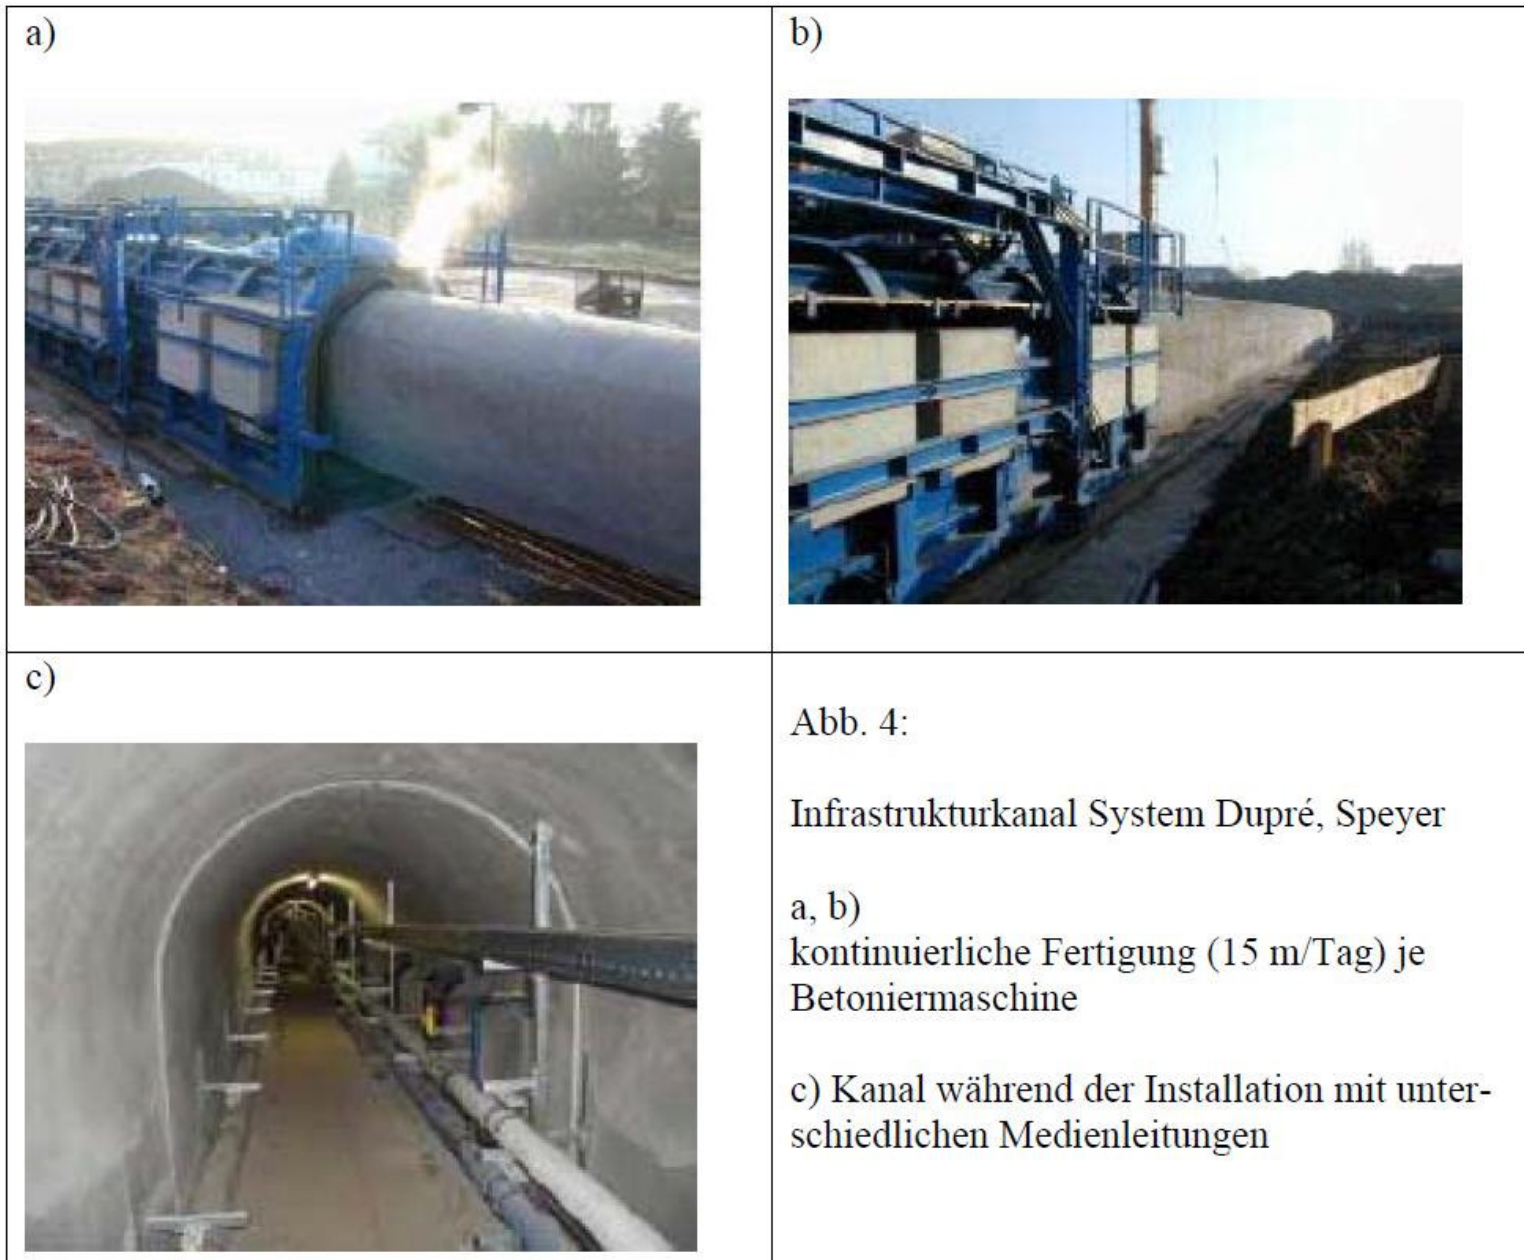 a)
b)
c)
Abb. 4:
Infrastrukturkanal System Dupré, Speyer
a, b)
kontinuierliche Fertigung (15 m/Tag) je
Betoniermaschine
c) Kanal während der Installation mit unter-
schiedlichen Medienleitungen